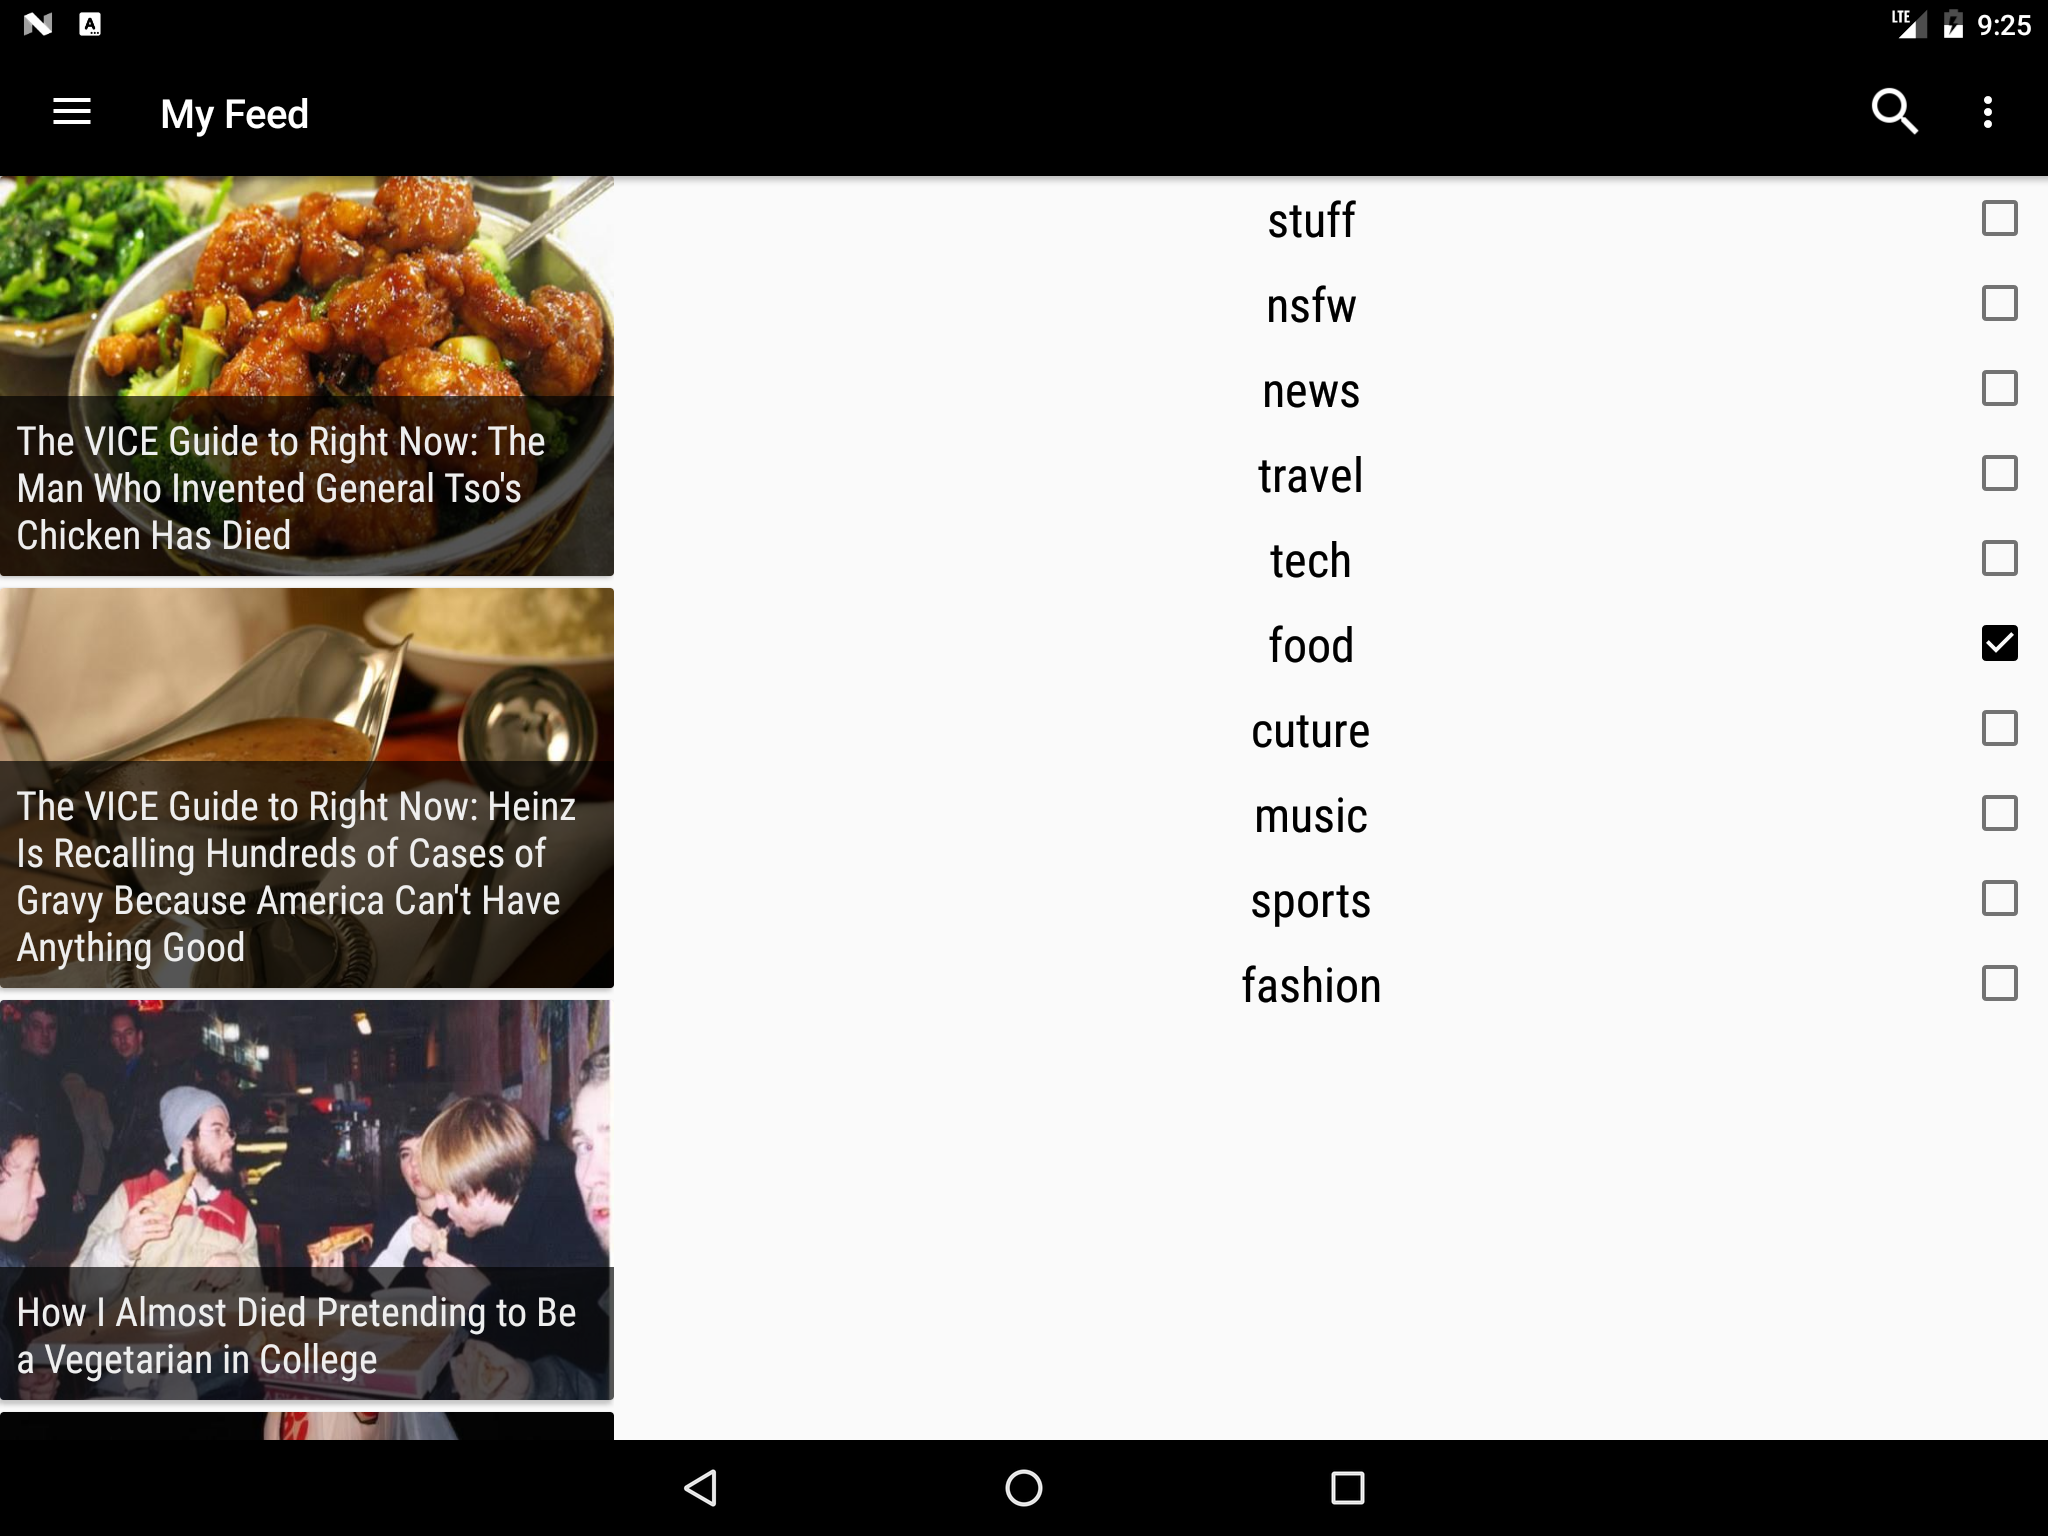 LTE 9:25
My Feed
The VICE Guide to Right Now: The
Man Who Invented General Tso's
Chicken Has Died
The VICE Guide to Right Now: Heinz
Is Recalling Hundreds of Cases of
Gravy Because America Can't Have
Anything Good
How I Almost Died Pretending to Be
a Vegetarian in College
stuff
nsfw
news
travel
tech
food
cuture
music
sports
fashion